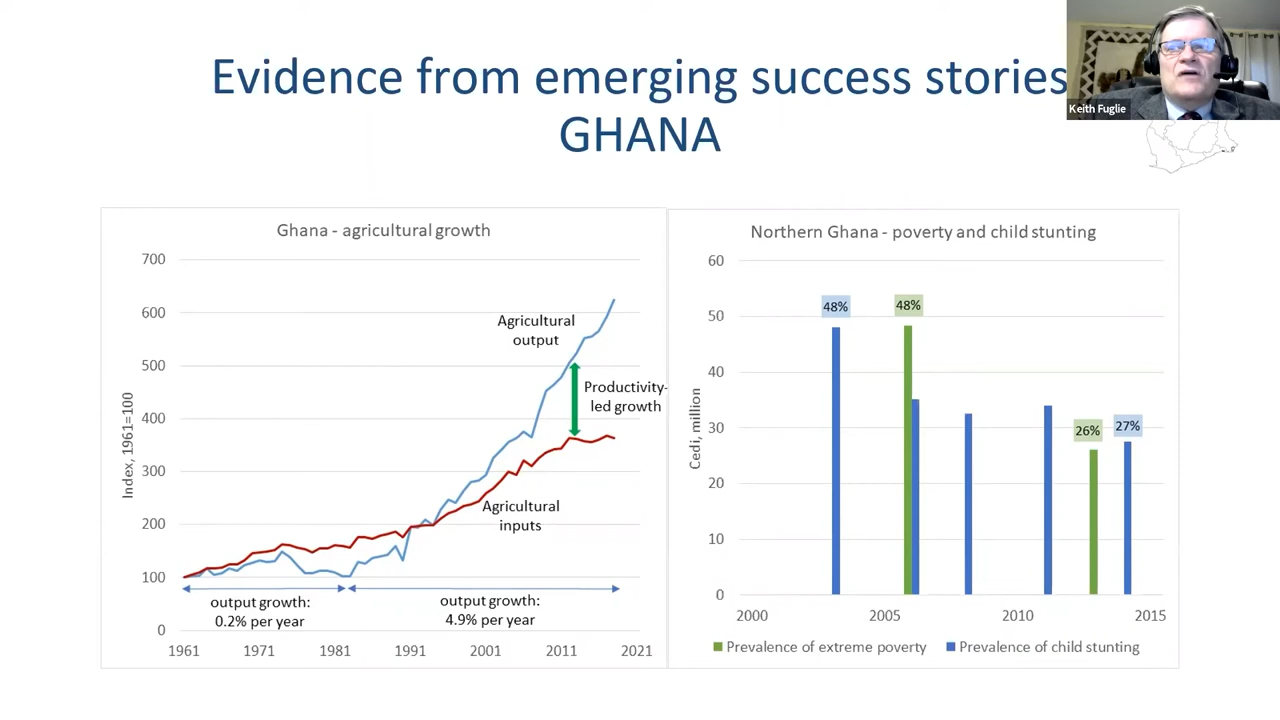 Evidence from emerging success stories
GHANA
Keith Fuglie
Ghana - agricultural growth
700
600
500
400
300
200
100
0
Index, 1961=100
Agricultural
output
Productivity-
led growth
Agricultural
inputs
output growth:
0.2% per year
output growth:
4.9% per year
1961
1971
1981
1991
2001
2011
2021
Northern Ghana - poverty and child stunting
60
50
40
30
20
10
0
Cedi, million
48%
48%
26%
27%
2000
2005
2010
2015
Prevalence of extreme poverty
Prevalence of child stunting